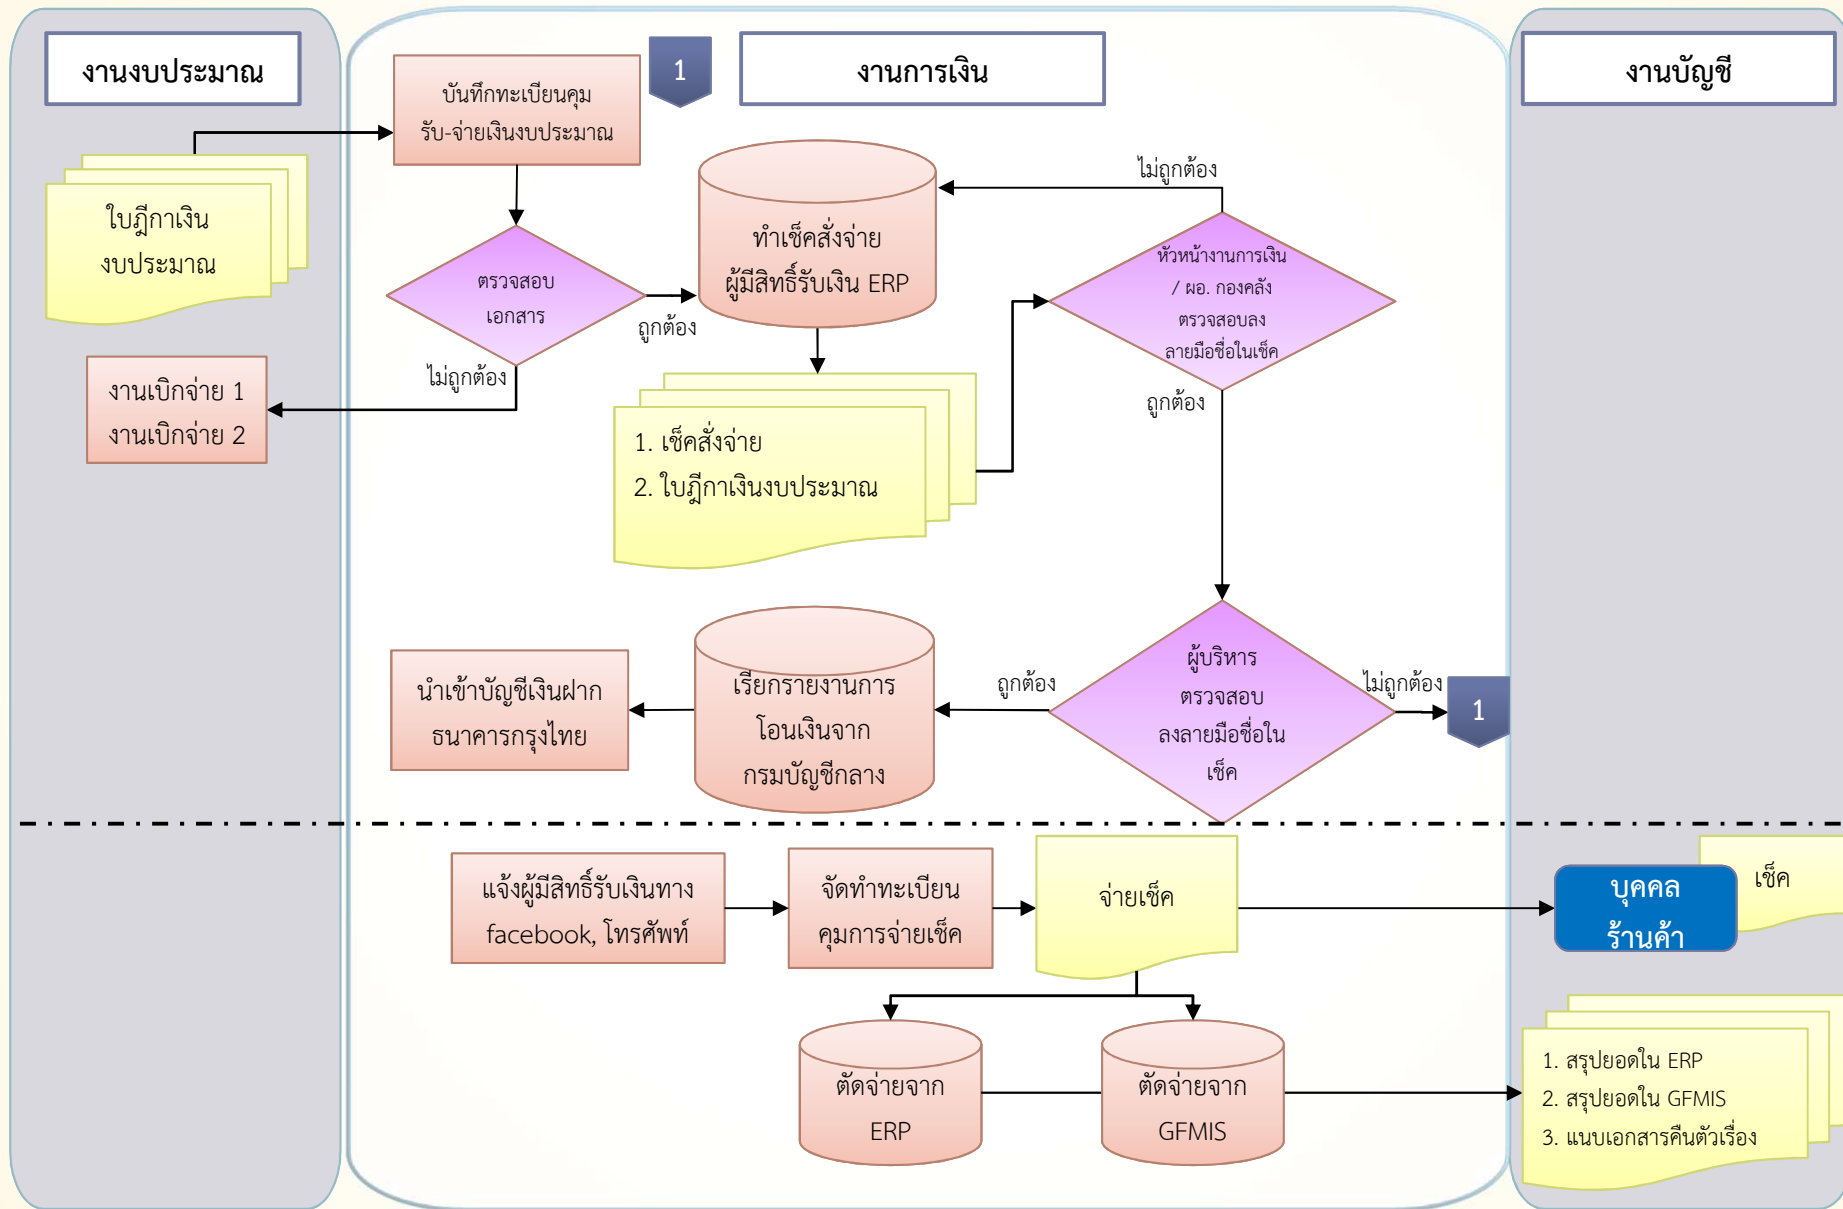 งานงบประมาณ
1
งานการเงิน
งานบัญชี
บันทึกทะเบียนคุม
รับ-จ่ายเงินงบประมาณ
ใบฎีกาเงิน
งบประมาณ
ตรวจสอบ
เอกสาร
ถูกต้อง
ไม่ถูกต้อง
งานเบิกจ่าย 1
งานเบิกจ่าย 2
ทำเช็คสั่งจ่าย
ผู้มีสิทธิ์รับเงิน ERP
1. เช็คสั่งจ่าย
2. ใบฎีกาเงินงบประมาณ
ไม่ถูกต้อง
หัวหน้างานการเงิน
/ ผอ. กองคลัง
ตรวจสอบลง
ลายมือชื่อในเช็ค
ถูกต้อง
ผู้บริหาร
ตรวจสอบ
ลงลายมือชื่อใน
เช็ค
ไม่ถูกต้อง
1
ถูกต้อง
เรียกรายงานการ
โอนเงินจาก
กรมบัญชีกลาง
นำเข้าบัญชีเงินฝาก
ธนาคารกรุงไทย
แจ้งผู้มีสิทธิ์รับเงินทาง
facebook, โทรศัพท์
จัดทำทะเบียน
คุมการจ่ายเช็ค
จ่ายเช็ค
บุคคล
ร้านค้า
เช็ค
ตัดจ่ายจาก
ERP
ตัดจ่ายจาก
GFMIS
1. สรุปยอดใน ERP
2. สรุปยอดใน GFMIS
3. แนบเอกสารคืนตัวเรื่อง